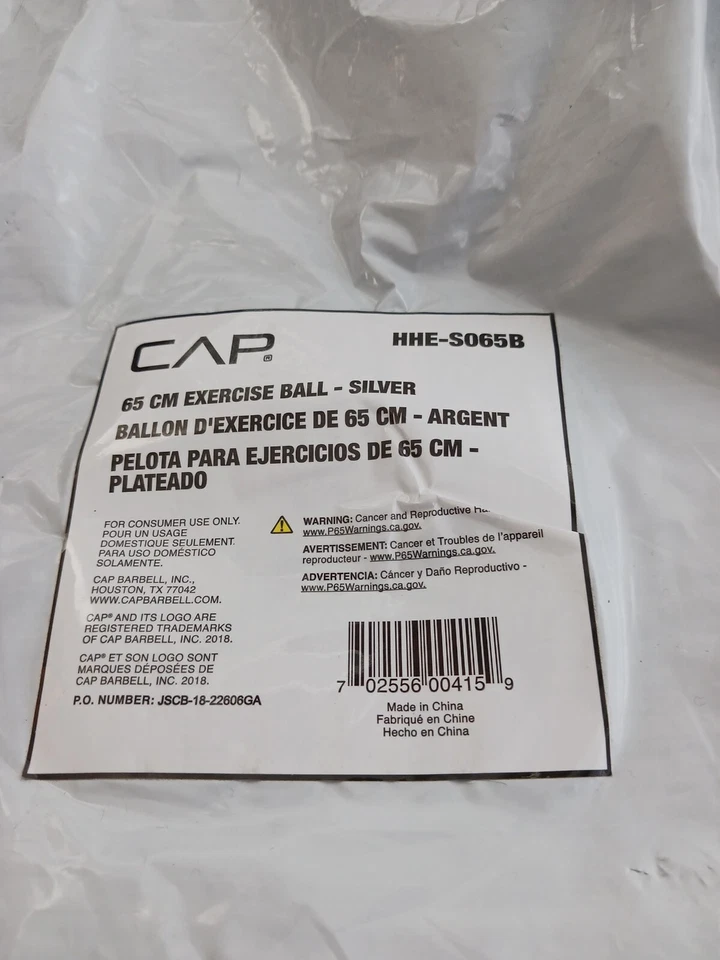 CAP®
HHE-S065B
65 CM EXERCISE BALL - SILVER
BALLON D'EXERCICE DE 65 CM - ARGENT
PELOTA PARA EJERCICIOS DE 65 CM -
PLATEADO
FOR CONSUMER USE ONLY.
POUR UN USAGE
DOMESTIQUE SEULEMENT.
PARA USO DOMÉSTICO
SOLAMENTE.
CAP BARBELL, INC.,
HOUSTON, TX 77042
WWW.CAPBARBELL.COM.
CAP® AND ITS LOGO ARE
REGISTERED TRADEMARKS
OF CAP BARBELL, INC. 2018.
CAP® ET SON LOGO SONT
MARQUES DÉPOSÉES DE
CAP BARBELL, INC. 2018.
P.O. NUMBER: JSCB-18-22606GA
WARNING: Cancer and Reproductive
www.P65Warnings.ca.gov.
AVERTISSEMENT: Cancer et Troubles de l'appareil
reproducteur - www.P65Warnings.ca.gov.
ADVERTENCIA: Cáncer y Daño Reproductivo -
www.P65Warnings.ca.gov.
7 02556 00415 9
Made in China
Fabriqué en Chine
Hecho en China